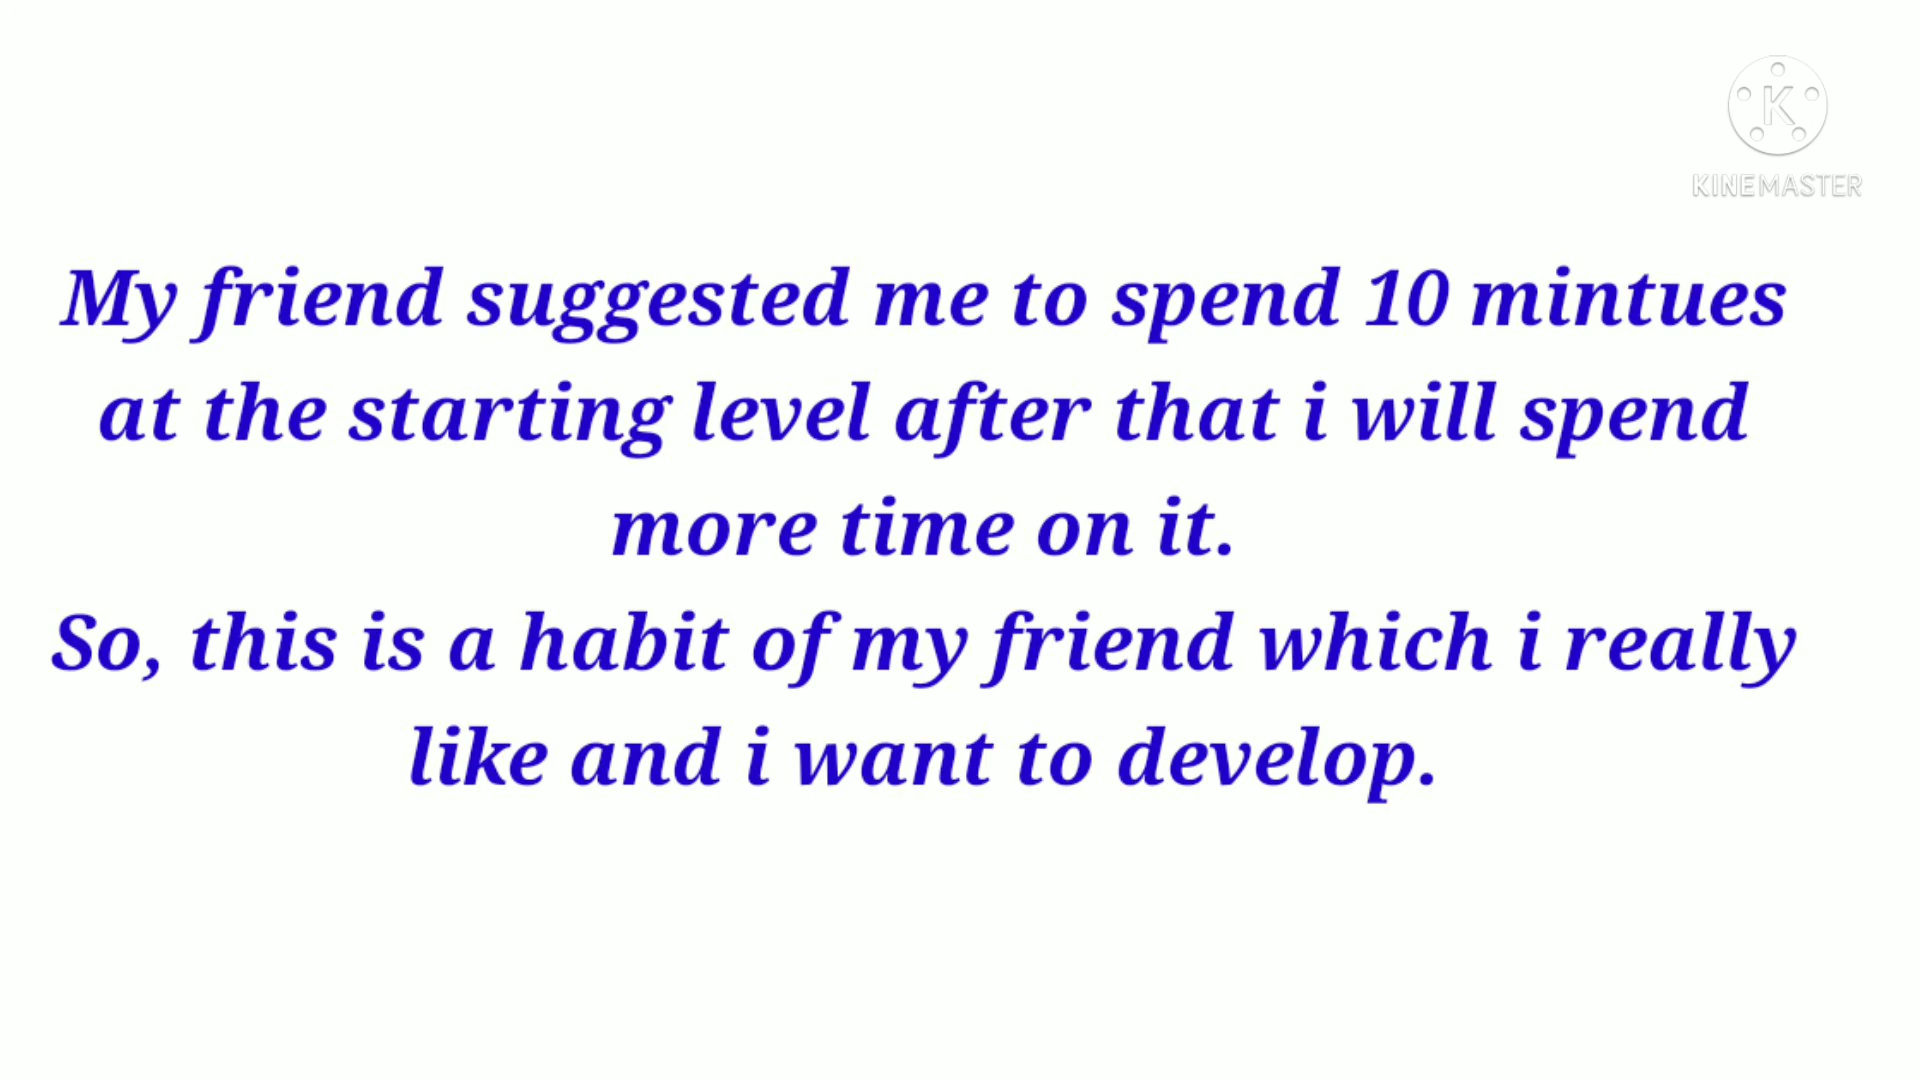 K
KINEMASTER
My friend suggested me to spend 10 mintues
at the starting level after that i will spend
more time on it.
So, this is a habit of my friend which i really
like and i want to develop.